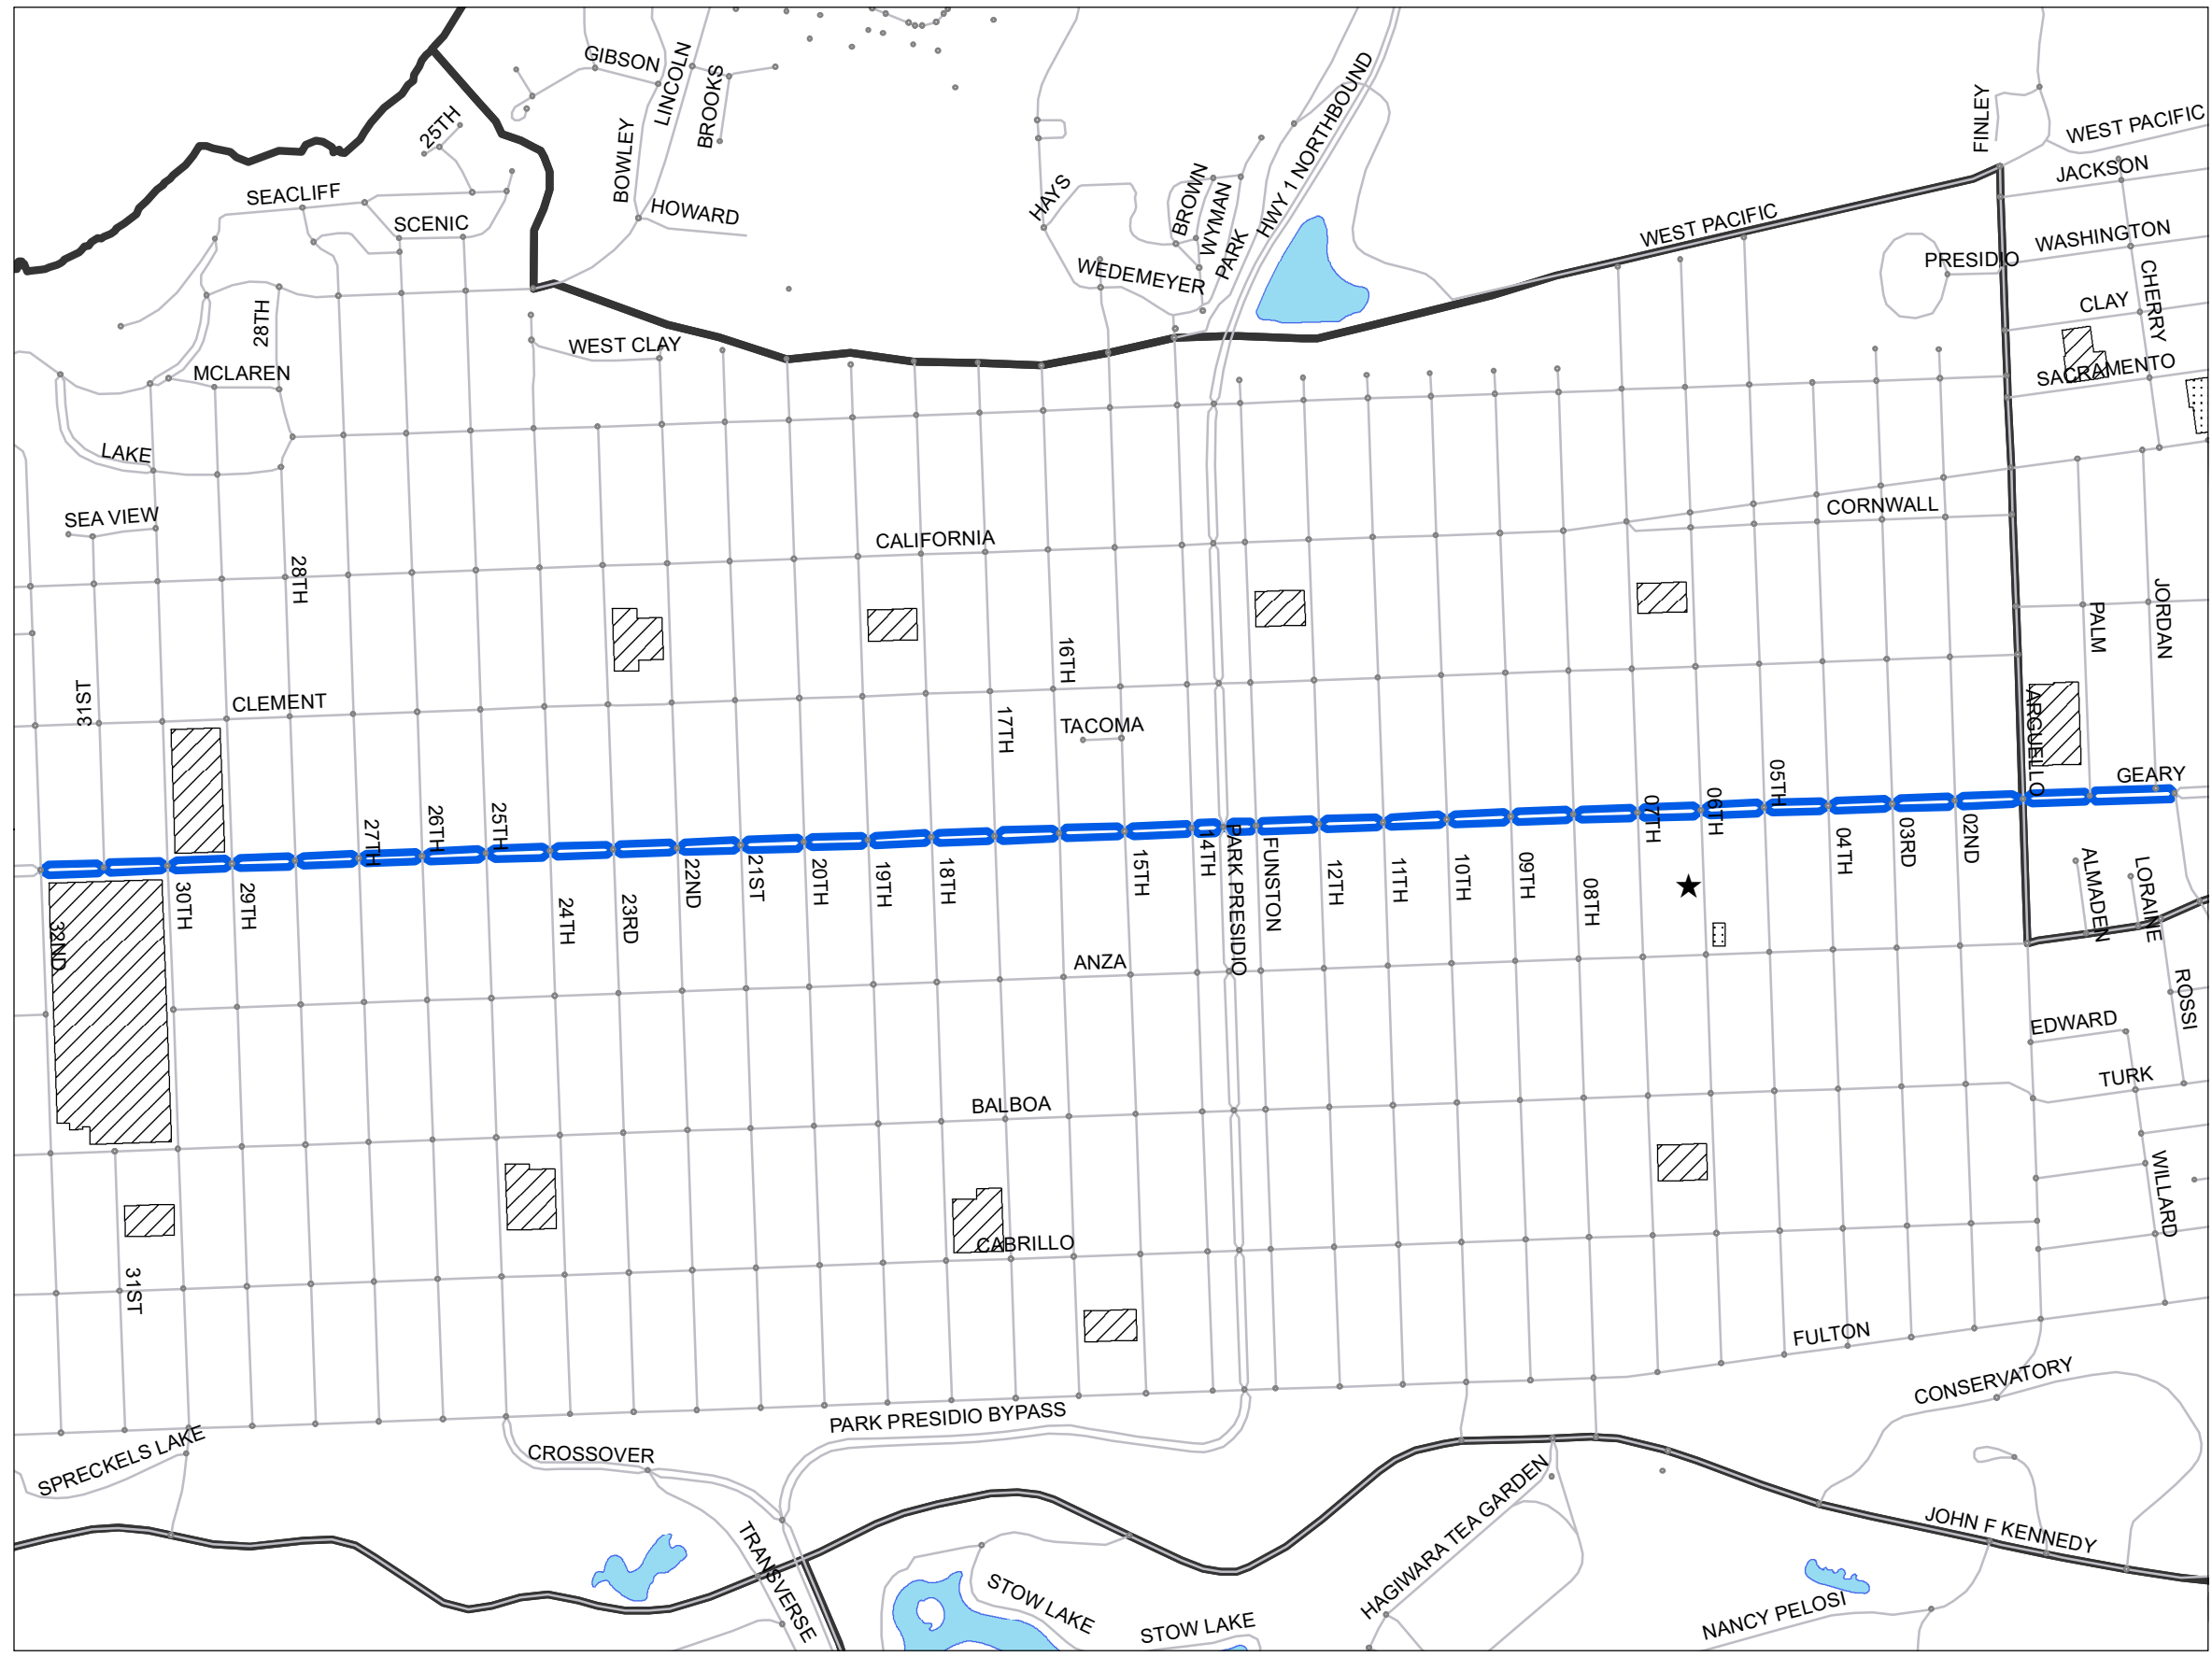 GIBSON
LINCOLN
BROOKS
25TH
BOWLEY
HWY 1 NORTHBOUND
FINLEY
WEST PACIFIC
JACKSON
SEACLIFF
SCENIC
HOWARD
HAYS
BROWN
WYMAN
PARK
WEDEMEYER
WEST PACIFIC
WASHINGTON
PRESIDIO
CHERRY
CLAY
SACRAMENTO
28TH
WEST CLAY
MCLAREN
LAKE
SEA VIEW
CALIFORNIA
CORNWALL
28TH
16TH
PALM
JORDAN
31ST
CLEMENT
17TH
TACOMA
ARGUELLO
GEARY
27TH
26TH
25TH
24TH
23RD
22ND
21ST
20TH
19TH
18TH
15TH
14TH
PARK PRESIDIO
FUNSTON
12TH
11TH
10TH
09TH
08TH
07TH
06TH
05TH
04TH
03RD
02ND
ALMADEN
LORAINE
32ND
30TH
29TH
ANZA
ROSSI
EDWARD
TURK
BALBOA
WILLARD
CABRILLO
31ST
FULTON
CONSERVATORY
PARK PRESIDIO BYPASS
SPRECKELS LAKE
CROSSOVER
HAGIWARA TEA GARDEN
JOHN F KENNEDY
TRANSVERSE
STOW LAKE
STOW LAKE
NANCY PELOSI